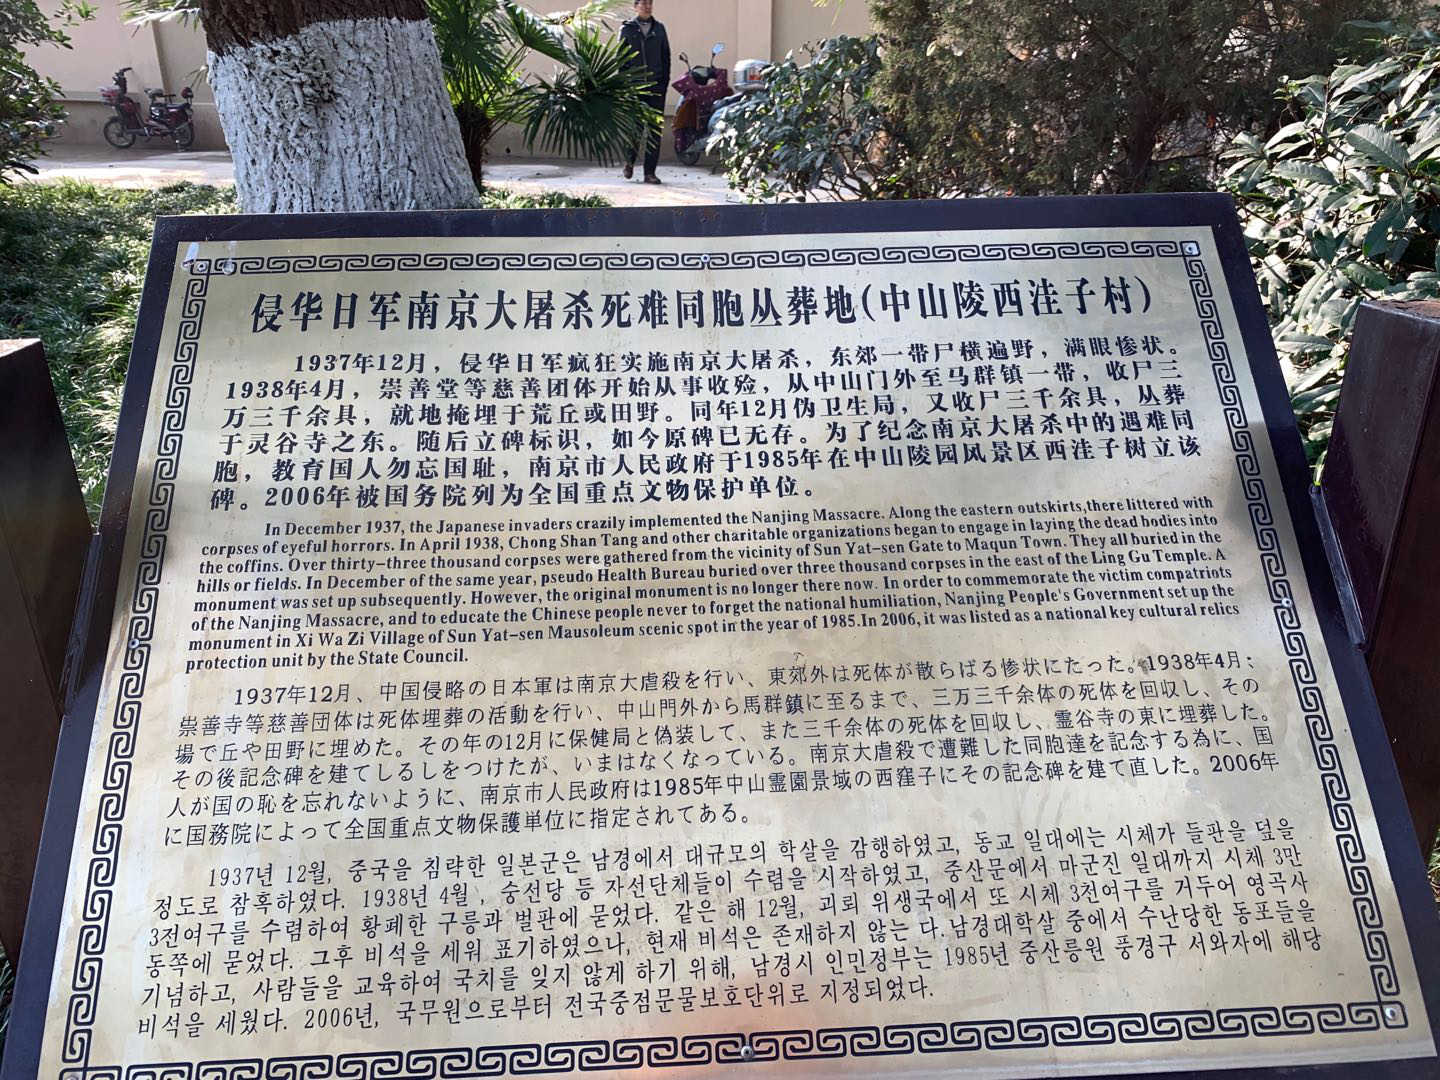 侵华日军南京大屠杀死难同胞丛葬地(中山陵西洼子村)
1937年12月，侵华日军疯狂实施南京大屠杀，东郊一带尸横遍野，满眼惨状。
1938年4月，崇善堂等慈善团体开始从事收殓，从中山门外至马群镇一带，收尸三
万三千余具，就地掩埋于荒丘或田野。同年12月伪卫生局，又收尸三千余具，丛葬
于灵谷寺之东。随后立碑标识，如今原碑已无存。为了纪念南京大屠杀中的遇难同
胞，教育国人勿忘国耻，南京市人民政府于1985年在中山陵园风景区西洼子树立该
碑。2006年被国务院列为全国重点文物保护单位。
In December 1937, the Japanese invaders crazily implemented the Nanjing Massacre. Along the eastern outskirts,there littered with
corpses of eyeful horrors. In April 1938, Chong Shan Tang and other charitable organizations began to engage in laying the dead bodies into
the coffins. Over thirty-three thousand corpses were gathered from the vicinity of Sun Yat-sen Gate to Maqun Town. They all buried in the
hills or fields. In December of the same year, pseudo Health Bureau buried over three thousand corpses in the east of the Ling Gu Temple. A
monument was set up subsequently. However, the original monument is no longer there now. In order to commemorate the victim compatriots
of the Nanjing Massacre, and to educate the Chinese people never to forget the national humiliation, Nanjing People's Government set up the
monument in Xi Wa Zi Village of Sun Yat-sen Mausoleum scenic spot in the year of 1985.In 2006, it was listed as a national key cultural relics
protection unit by the State Council.
1937年12月、中国侵略の日本軍は南京大虐殺を行い、東郊外は死体が散らばる惨状にたった。1938年4月；
崇善寺等慈善団体は死体埋葬の活動を行い、中山門外から馬群鎮に至るまで、三万三千余体の死体を回収し、その
場で丘や田野に埋めた。その年の12月に保健局と偽装して、また三千余体の死体を回収し、霊谷寺の東に埋葬した。
その後記念碑を建てしるしをつけたが、いまはなくなっている。南京大虐殺で遭難した同胞達を記念する為に、国
人が国の恥を忘れないように、南京市人民政府は1985年中山霊園景域の西窪子にその記念碑を建て直した。2006年
に国務院によって全国重点文物保護単位に指定されてある。
1937년 12월, 중국을 침략한 일본군은 남경에서 대규모의 학살을 감행하였고, 동교 일대에는 시체가 들판을 덮을
정도로 참혹하였다. 1938년 4월, 숭선당 등 자선단체들이 수렴을 시작하였고, 중산문에서 마군진 일대까지 시체 3만
3전여구를 수렴하여 황폐한 구릉과 벌판에 묻었다. 같은 해 12월, 괴뢰 위생국에서 또 시체 3천여구를 거두어 영곡사
동쪽에 묻었다. 그후 비석을 세워 표기하였으나, 현재 비석은 존재하지 않는 다.남경대학살 중에서 수난당한 동포들을
기념하고, 사람들을 교육하여 국치를 잊지 않게 하기 위해, 남경시 인민정부는 1985년 중산릉원 풍경구 서와자에 해당
비석을 세웠다. 2006년, 국무원으로부터 전국중점문물보호단위로 지정되었다.